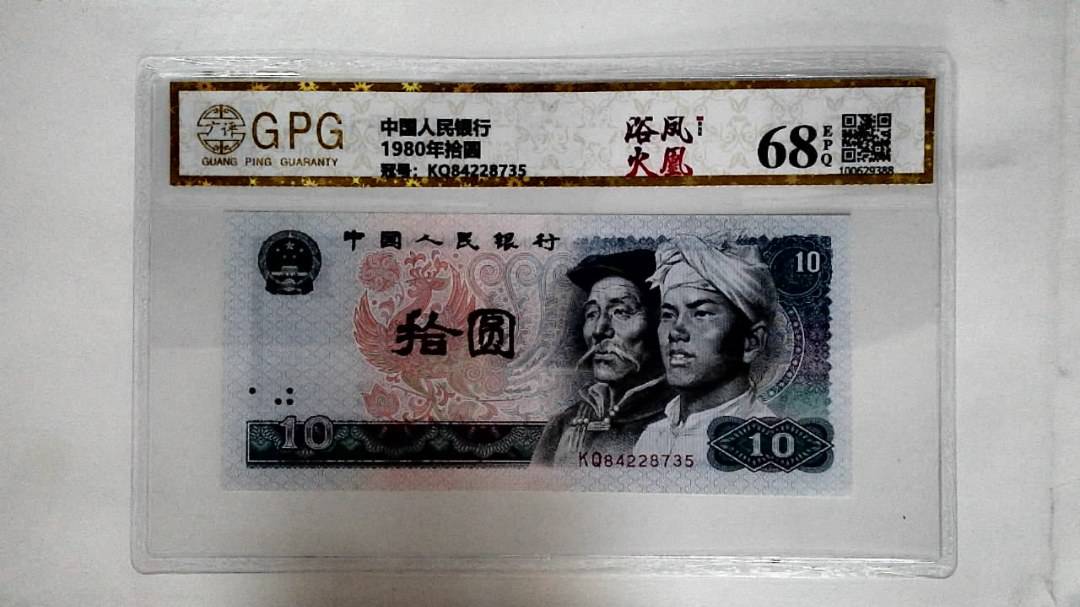 广评
GPG
GUANG PING GUARANTY
中国人民银行
1980年拾圆
冠号：KQ84228735
浴火
凤凰
68
EPQ
100629388
中国人民银行
10
拾圆
10
10
KQ84228735